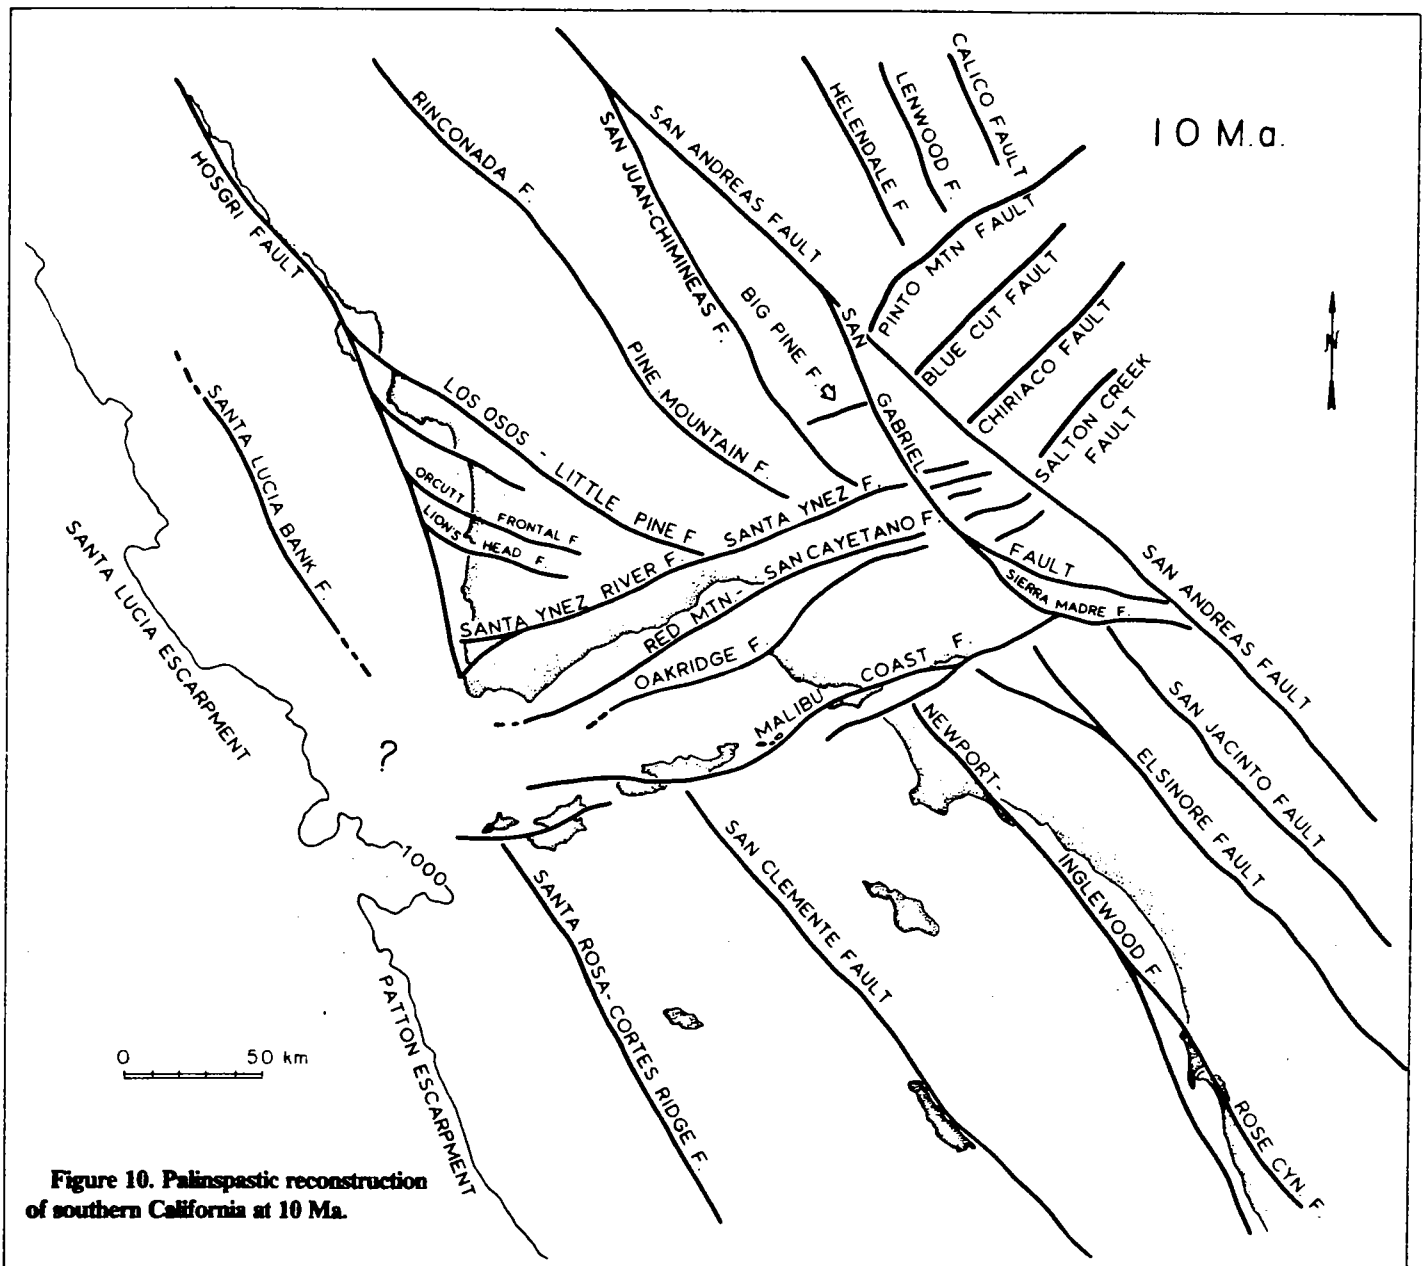 CALICO FAULT
LENWOOD F.
HELENDALE F.
10 M.a.
RINCONADA F.
SAN JUAN-CHIMINEAS F.
SAN ANDREAS FAULT
HOSGRI FAULT
PINTO MTN FAULT
BLUE CUT FAULT
CHIRIACO FAULT
SALTON CREEK
FAULT
N
BIG PINE F.
SAN
GABRIEL
FAULT
PINE MOUNTAIN F.
LOS OSOS - LITTLE PINE F.
SANTA LUCIA BANK F.
SANTA LUCIA ESCARPMENT
ORCUTT FRONTAL F.
LION'S HEAD F.
SANTA YNEZ RIVER F.
SANTA YNEZ F.
RED MTN-SAN CAYETANO F.
OAKRIDGE F.
MALIBU COAST F.
SIERRA MADRE F.
SAN ANDREAS FAULT
SAN JACINTO FAULT
ELSINORE FAULT
NEWPORT-INGLEWOOD F.
ROSE CYN. F.
SAN CLEMENTE FAULT
SANTA ROSA-CORTES RIDGE F.
?
1000
PATTON ESCARPMENT
0 50 km
Figure 10. Palinspastic reconstruction
of southern California at 10 Ma.